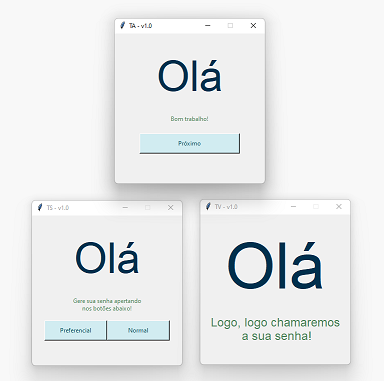 TA - v1.0
Olá
Bom trabalho!
Próximo
TS - v1.0
Olá
Gere sua senha apertando
nos botões abaixo!
Preferencial
Normal
TV - v1.0
Olá
Logo, logo chamaremos
a sua senha!